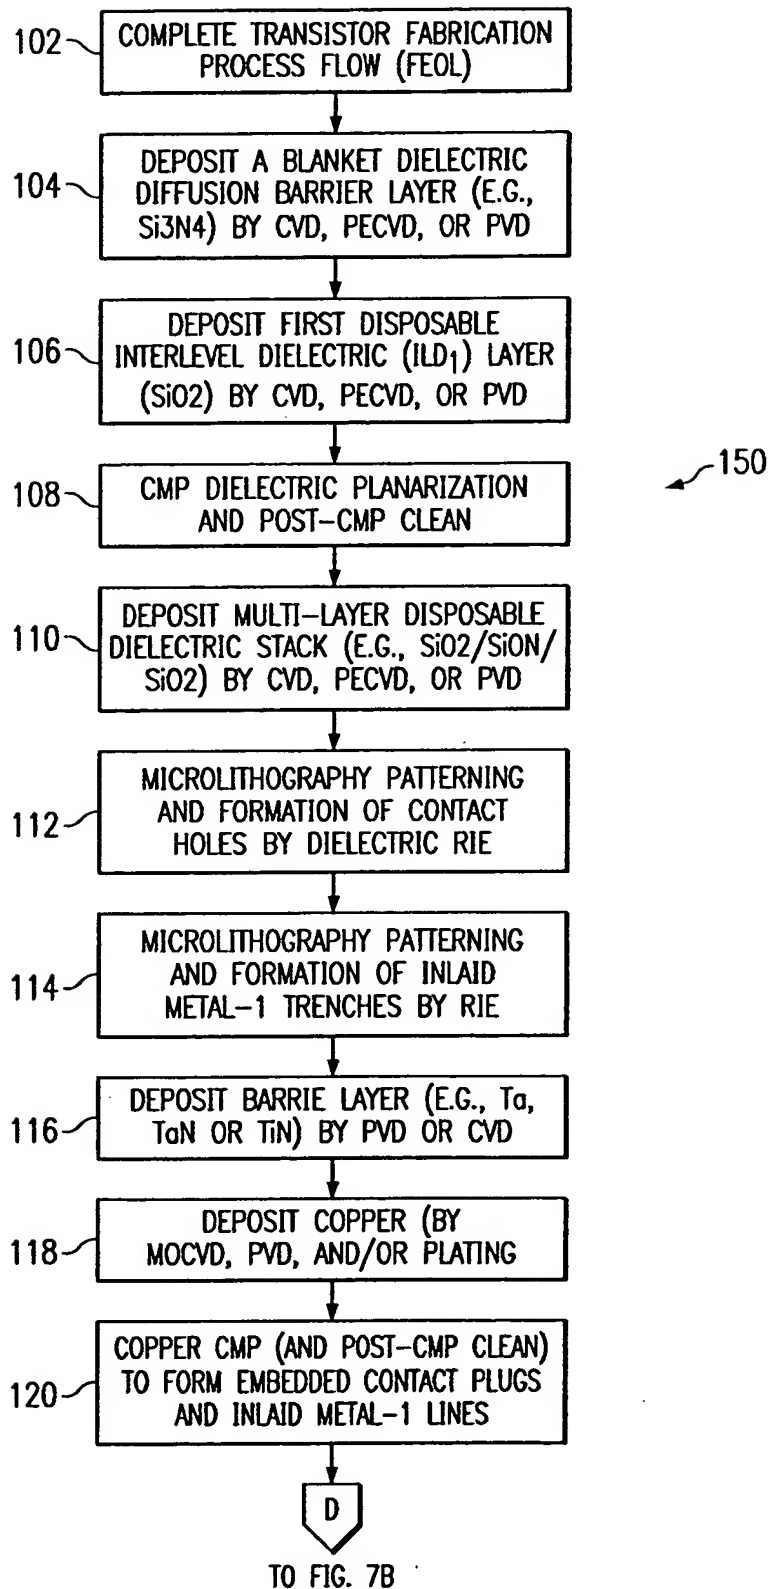 102
COMPLETE TRANSISTOR FABRICATION
PROCESS FLOW (FEOL)
104
DEPOSIT A BLANKET DIELECTRIC
DIFFUSION BARRIER LAYER (E.G.,
Si3N4) BY CVD, PECVD, OR PVD
106
DEPOSIT FIRST DISPOSABLE
INTERLEVEL DIELECTRIC (ILD1) LAYER
(SiO2) BY CVD, PECVD, OR PVD
150
108
CMP DIELECTRIC PLANARIZATION
AND POST-CMP CLEAN
110
DEPOSIT MULTI-LAYER DISPOSABLE
DIELECTRIC STACK (E.G., SiO2/SiON/
SiO2) BY CVD, PECVD, OR PVD
112
MICROLITHOGRAPHY PATTERNING
AND FORMATION OF CONTACT
HOLES BY DIELECTRIC RIE
114
MICROLITHOGRAPHY PATTERNING
AND FORMATION OF INLAID
METAL-1 TRENCHES BY RIE
116
DEPOSIT BARRIE LAYER (E.G., Ta,
TaN OR TiN) BY PVD OR CVD
118
DEPOSIT COPPER (BY
MOCVD, PVD, AND/OR PLATING
120
COPPER CMP (AND POST-CMP CLEAN)
TO FORM EMBEDDED CONTACT PLUGS
AND INLAID METAL-1 LINES
D
TO FIG. 7B